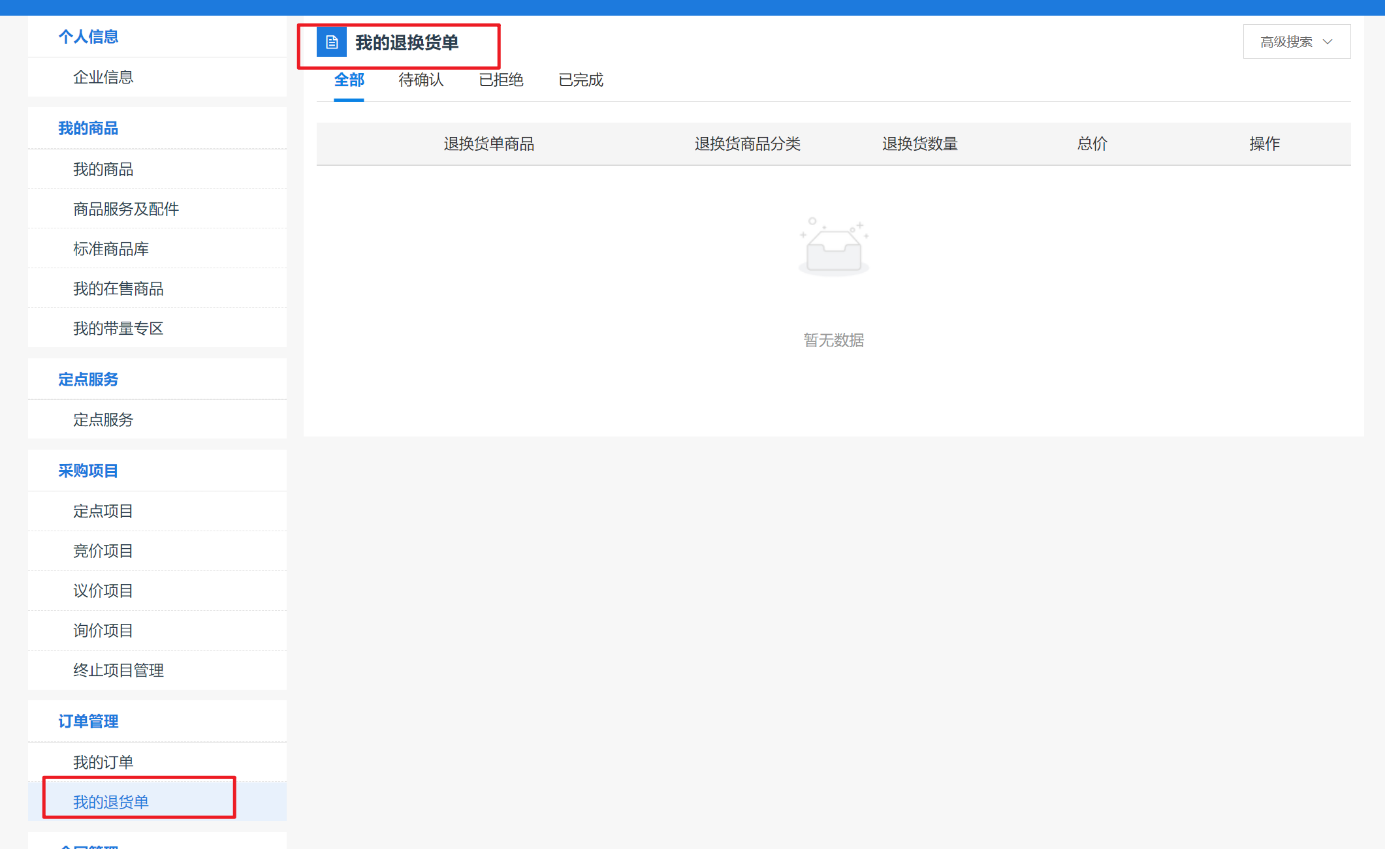 个人信息
企业信息
我的商品
我的商品
商品服务及配件
标准商品库
我的在售商品
我的带量专区
定点服务
定点服务
采购项目
定点项目
竞价项目
议价项目
询价项目
终止项目管理
订单管理
我的订单
我的退货单
我的退换货单
高级搜索
全部 待确认 已拒绝 已完成
退换货单商品 退换货商品分类 退换货数量 总价 操作
暂无数据